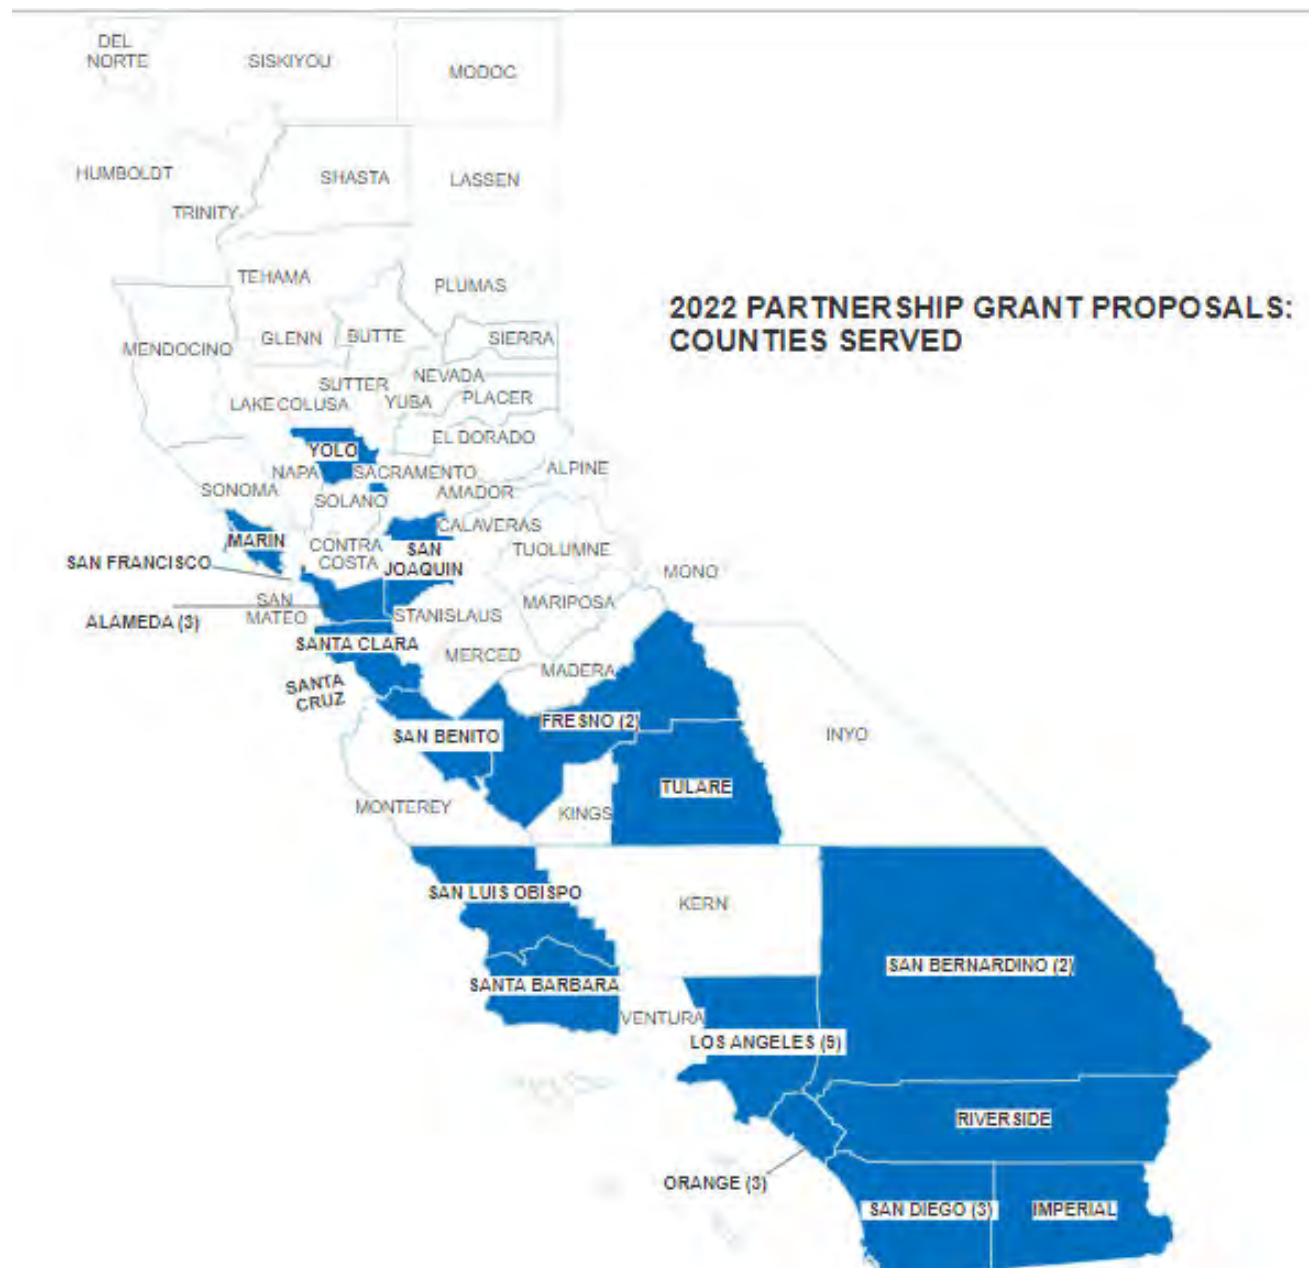 DEL
NORTE
SISKIYOU
MODOC
HUMBOLDT
SHASTA
LASSEN
TRINITY
TEHAMA
PLUMAS
2022 PARTNERSHIP GRANT PROPOSALS:
COUNTIES SERVED
MENDOCINO
GLENN
BUTTE
SIERRA
SUTTER
NEVADA
LAKE COLUSA
YUBA
PLACER
YOLO
EL DORADO
NAPA
SACRAMENTO
ALPINE
SONOMA
SOLANO
AMADOR
MARIN
CONTRA
COSTA
CALAVERAS
SAN
JOAQUIN
TUOLUMNE
SAN FRANCISCO
MONO
SAN
MATEO
ALAMEDA (3)
STANISLAUS
MARIPOSA
SANTA CLARA
MERCED
MADERA
SANTA
CRUZ
SAN BENITO
FRESNO (2)
INYO
MONTEREY
KINGS
TULARE
SAN LUIS OBISPO
KERN
SAN BERNARDINO (2)
SANTA BARBARA
VENTURA
LOS ANGELES (9)
RIVERSIDE
ORANGE (3)
SAN DIEGO (3)
IMPERIAL